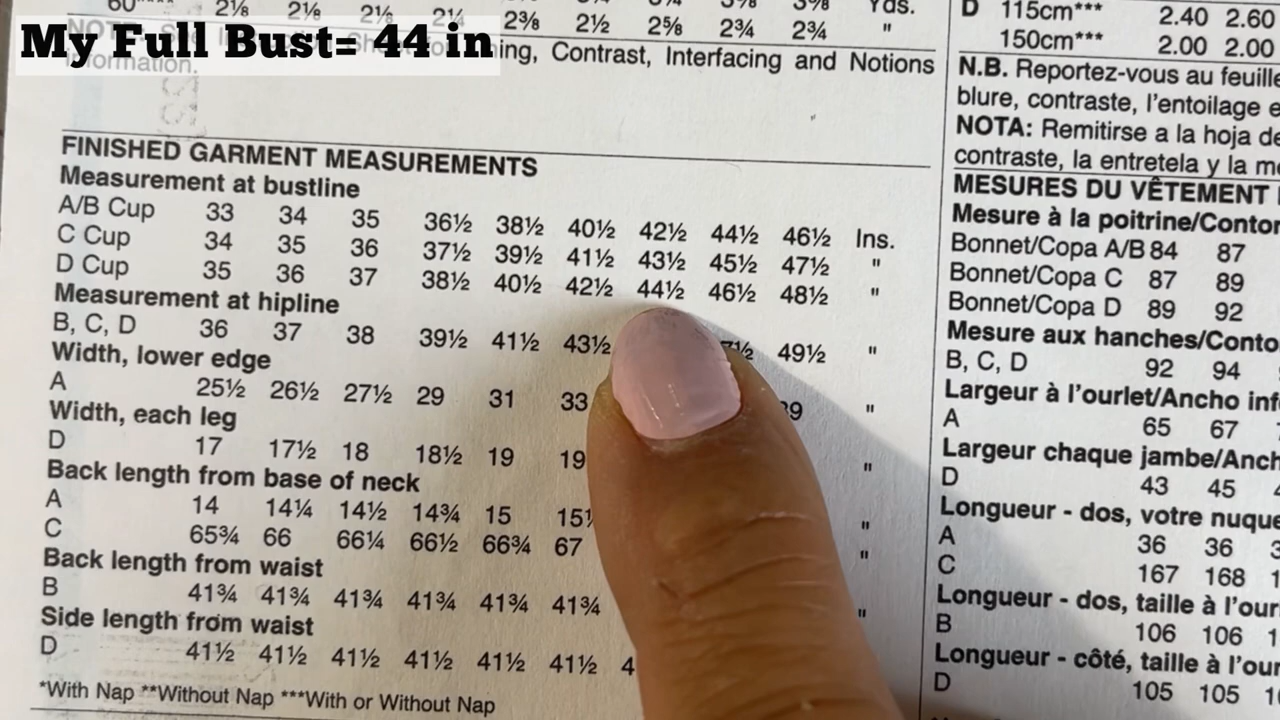 My Full Bust= 44 in
60"**** 2⅛ 2⅛ 2⅛ 2¼ 2⅜ 2½ 2⅝ 2¾ 2¾ "
Contrast, Interfacing and Notions
information.
FINISHED GARMENT MEASUREMENTS
Measurement at bustline
A/B Cup 33 34 35 36½ 38½ 40½ 42½ 44½ 46½ Ins.
C Cup 34 35 36 37½ 39½ 41½ 43½ 45½ 47½ "
D Cup 35 36 37 38½ 40½ 42½ 44½ 46½ 48½ "
Measurement at hipline
B, C, D 36 37 38 39½ 41½ 43½ 49½ "
Width, lower edge
A 25½ 26½ 27½ 29 31 33 39 "
Width, each leg
D 17 17½ 18 18½ 19 19 "
Back length from base of neck
A 14 14¼ 14½ 14¾ 15 15 "
C 65¾ 66 66¼ 66½ 66¾ 67 "
Back length from waist
B 41¾ 41¾ 41¾ 41¾ 41¾ 41¾ "
Side length from waist
D 41½ 41½ 41½ 41½ 41½ 41½ 4
*With Nap **Without Nap ***With or Without Nap
D 115cm*** 2.40 2.60
150cm*** 2.00 2.00
N.B. Reportez-vous au feuille
blure, contraste, l'entoilage e
NOTA: Remitirse a la hoja de
contraste, la entretela y la me
MESURES DU VÊTEMENT
Mesure à la poitrine/Contor
Bonnet/Copa A/B 84 87
Bonnet/Copa C 87 89
Bonnet/Copa D 89 92
Mesure aux hanches/Conto
B, C, D 92 94
Largeur à l'ourlet/Ancho inf
A 65 67
Largeur chaque jambe/Anch
D 43 45
Longueur - dos, votre nuque
A 36 36 3
C 167 168 1
Longueur - dos, taille à l'our
B 106 106 1
Longueur - côté, taille à l'our
D 105 105 10